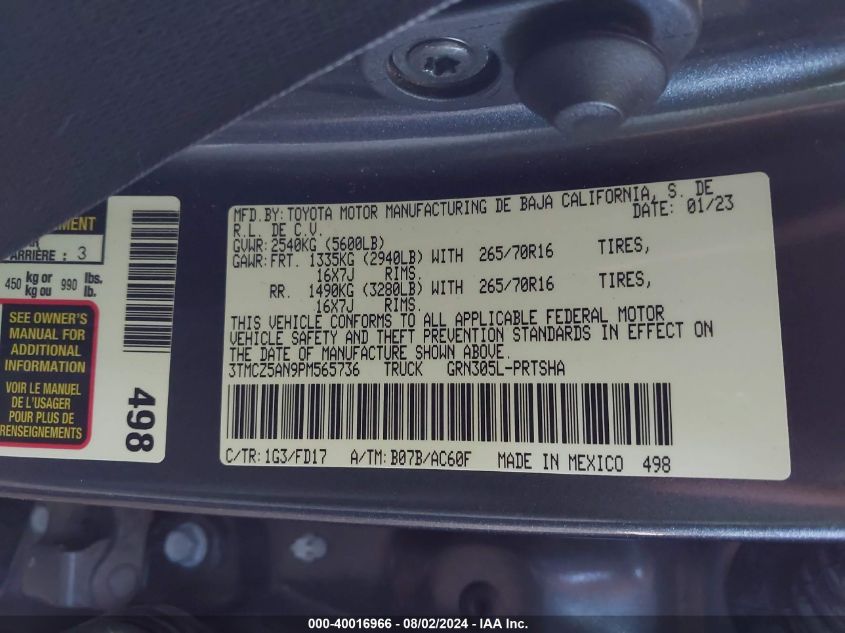 MFD.BY: TOYOTA MOTOR MANUFACTURING DE BAJA CALIFORNIA, S. DE
R.L. DE C.V. DATE: 01/23
GVWR: 2540KG (5600LB)
GAWR: FRT. 1335KG (2940LB) WITH 265/70R16 TIRES,
16X7J RIMS.
RR. 1490KG (3280LB) WITH 265/70R16 TIRES,
16X7J RIMS.
THIS VEHICLE CONFORMS TO ALL APPLICABLE FEDERAL MOTOR
VEHICLE SAFETY AND THEFT PREVENTION STANDARDS IN EFFECT ON
THE DATE OF MANUFACTURE SHOWN ABOVE.
3TMCZ5AN9PM565736 TRUCK GRN305L-PRTSHA
C/TR: 1G3/FD17 A/TM: B07B/AC60F MADE IN MEXICO 498
ARRIÈRE : 3
450 kg or kg ou 990 lbs. lb.
SEE OWNER'S
MANUAL FOR
ADDITIONAL
INFORMATION
VOIR LE MANUEL
DE L'USAGER
POUR PLUS DE
RENSEIGNEMENTS
498
000-40016966 - 08/02/2024 - IAA Inc.